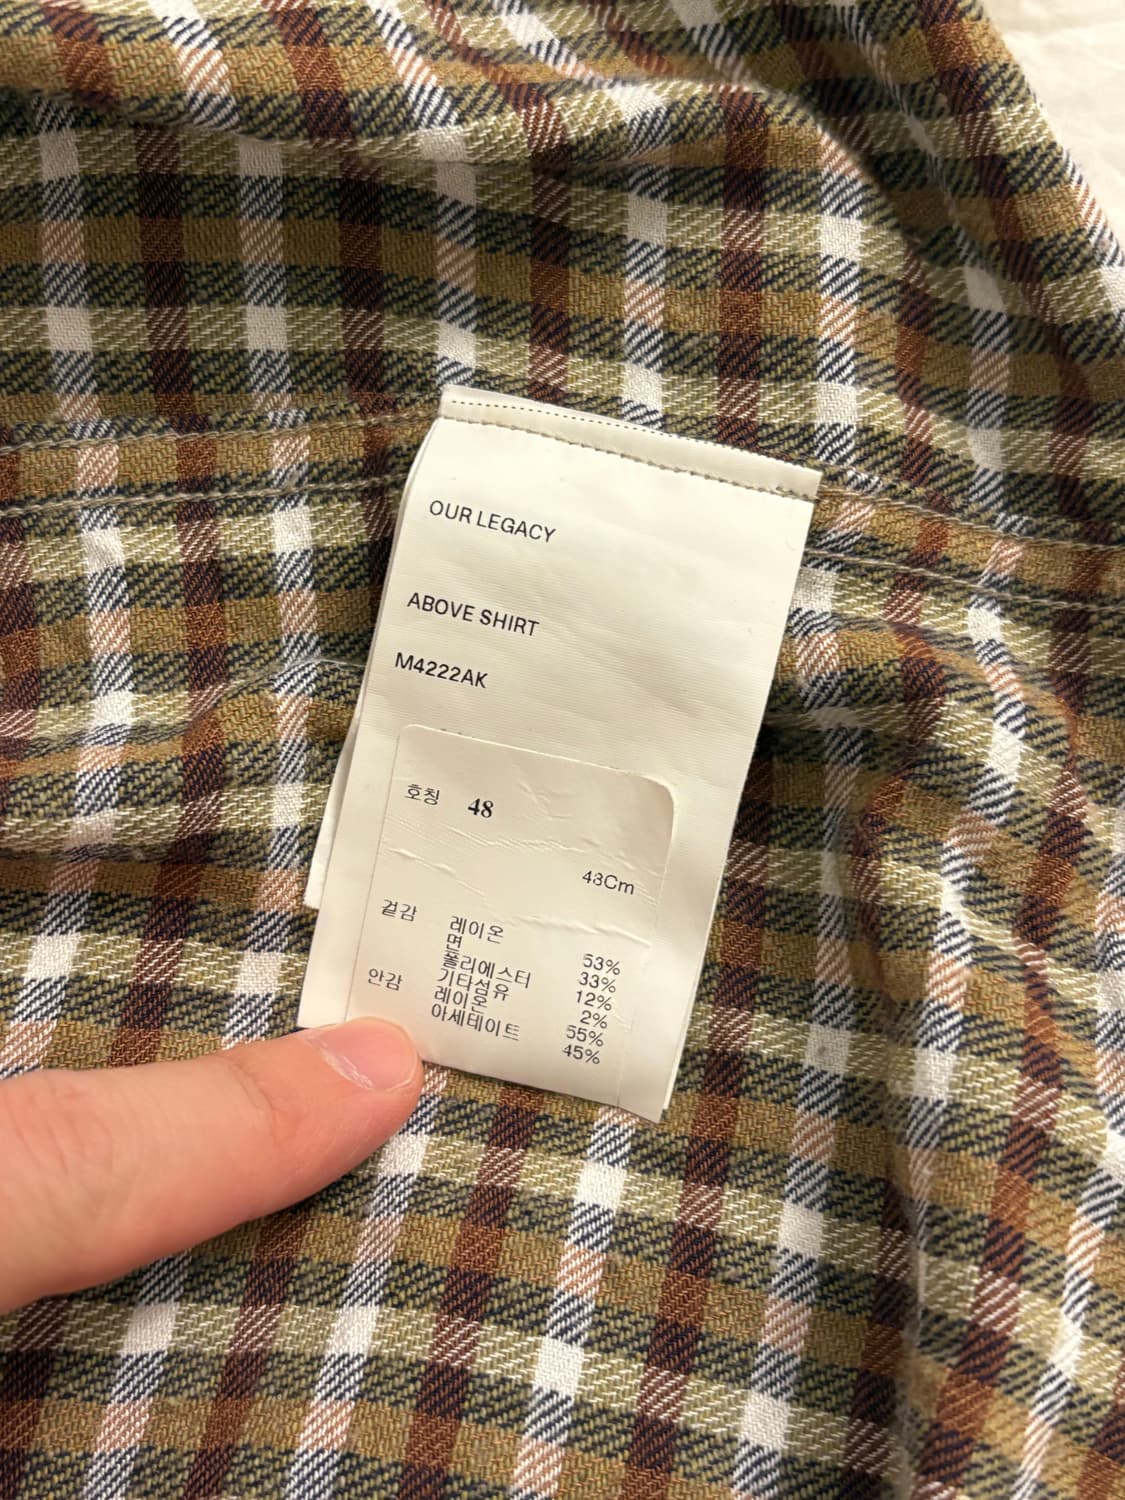 OUR LEGACY
ABOVE SHIRT
M4222AK
호칭 48
48Cm
겉감 레이온 53%
면 33%
폴리에스터 12%
기타섬유 2%
안감 레이온 55%
아세테이트 45%